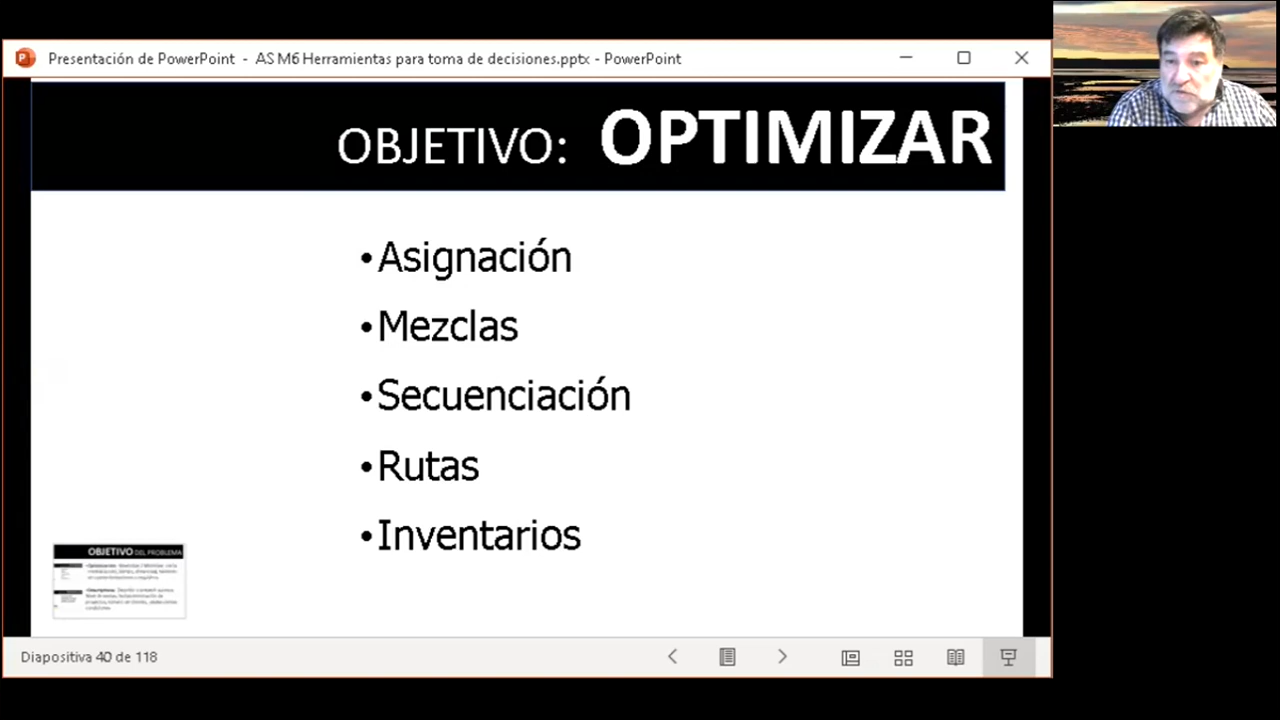 Presentación de PowerPoint - AS M6 Herramientas para toma de decisiones.pptx - PowerPoint
OBJETIVO: OPTIMIZAR
•Asignación
•Mezclas
•Secuenciación
•Rutas
•Inventarios
OBJETIVO DEL PROBLEMA
Diapositiva 40 de 118